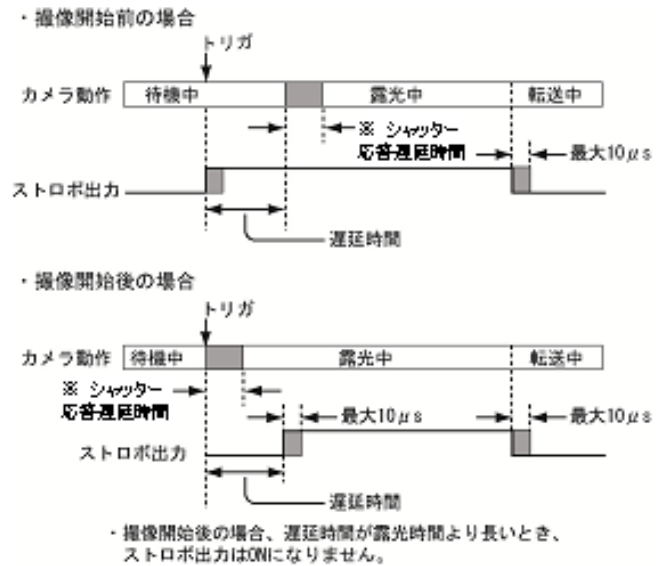 ・撮像開始前の場合
トリガ
カメラ動作 待機中 露光中 転送中
※ シャッター
応答遅延時間
最大10μs
ストロボ出力
遅延時間
・撮像開始後の場合
トリガ
カメラ動作 待機中 露光中 転送中
※ シャッター
応答遅延時間
最大10μs 最大10μs
ストロボ出力
遅延時間
・撮像開始後の場合、遅延時間が露光時間より長いとき、
ストロボ出力はONになりません。